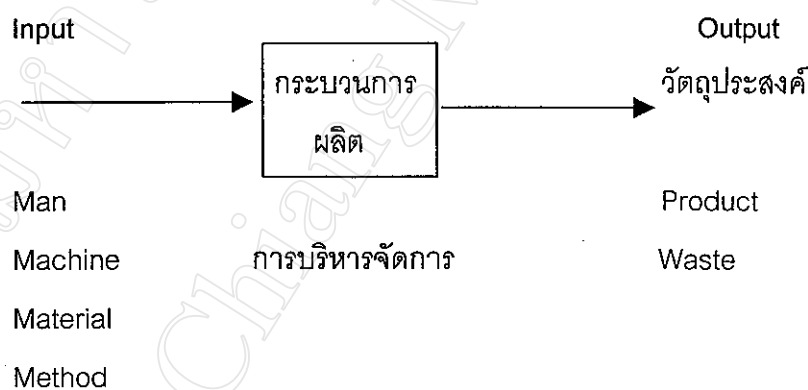 Input
Output
กระบวนการ
ผลิต
วัตถุประสงค์
Man
Product
Machine
การบริหารจัดการ
Waste
Material
Method
Chiang